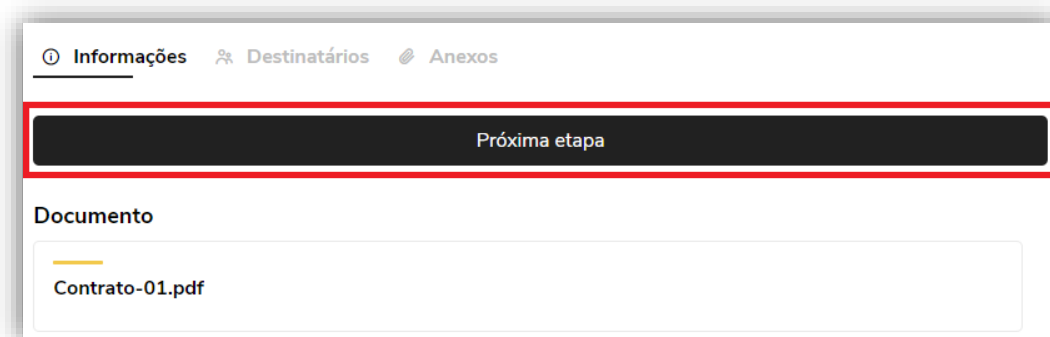 Informações Destinatários Anexos
Próxima etapa
Documento
Contrato-01.pdf